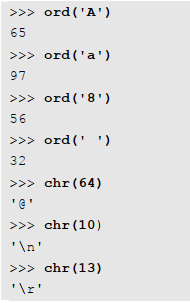 >>> ord('A')
65
>>> ord('a')
97
>>> ord('8')
56
>>> ord(' ')
32
>>> chr(64)
'@'
>>> chr(10)
'\n'
>>> chr(13)
'\r'